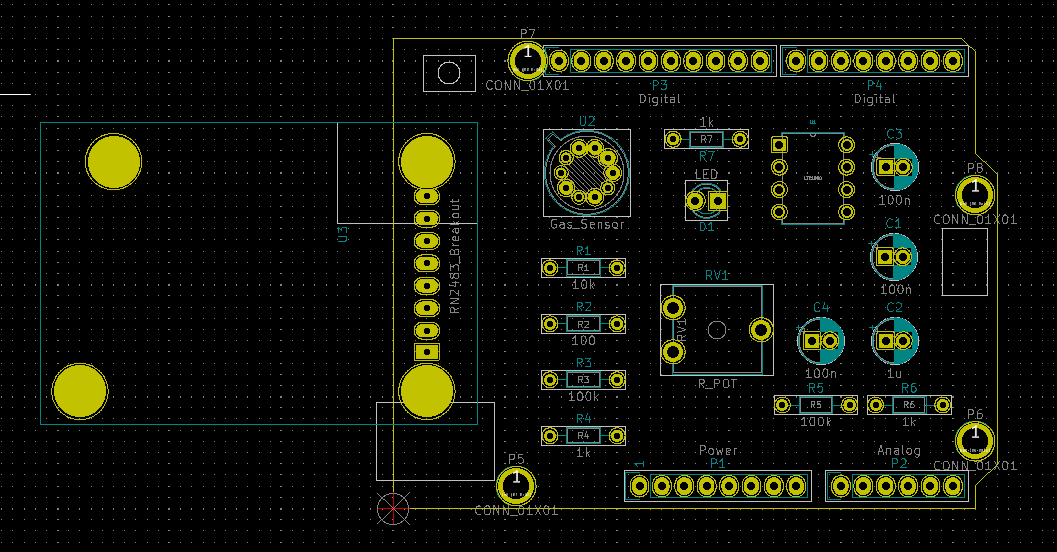 P7
1
CONN_01X01
P3
Digital
P4
Digital
U2
Gas_Sensor
1k
R7
R7
LED
D1
U1
C3
100n
P8
1
CONN_01X01
U3
RN2483_Breakout
C1
100n
R1
R1
10k
RV1
RV1
R_POT
R2
R2
100
C4
100n
C2
1u
R3
R3
100k
R5
R5
100k
R6
R6
1k
R4
R4
1k
P6
1
CONN_01X01
Power
1
P1
Analog
P2
P5
1
CONN_01X01